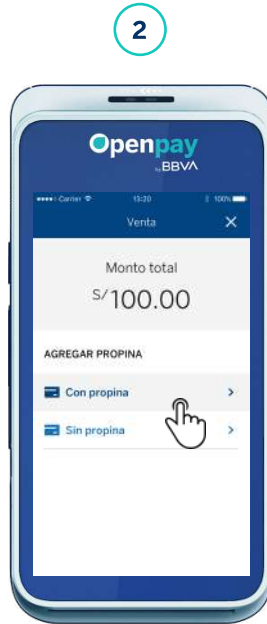 2
Openpay
by BBVA
Carrier 13:20 100%
Venta
Monto total
S/100.00
AGREGAR PROPINA
Con propina
Sin propina